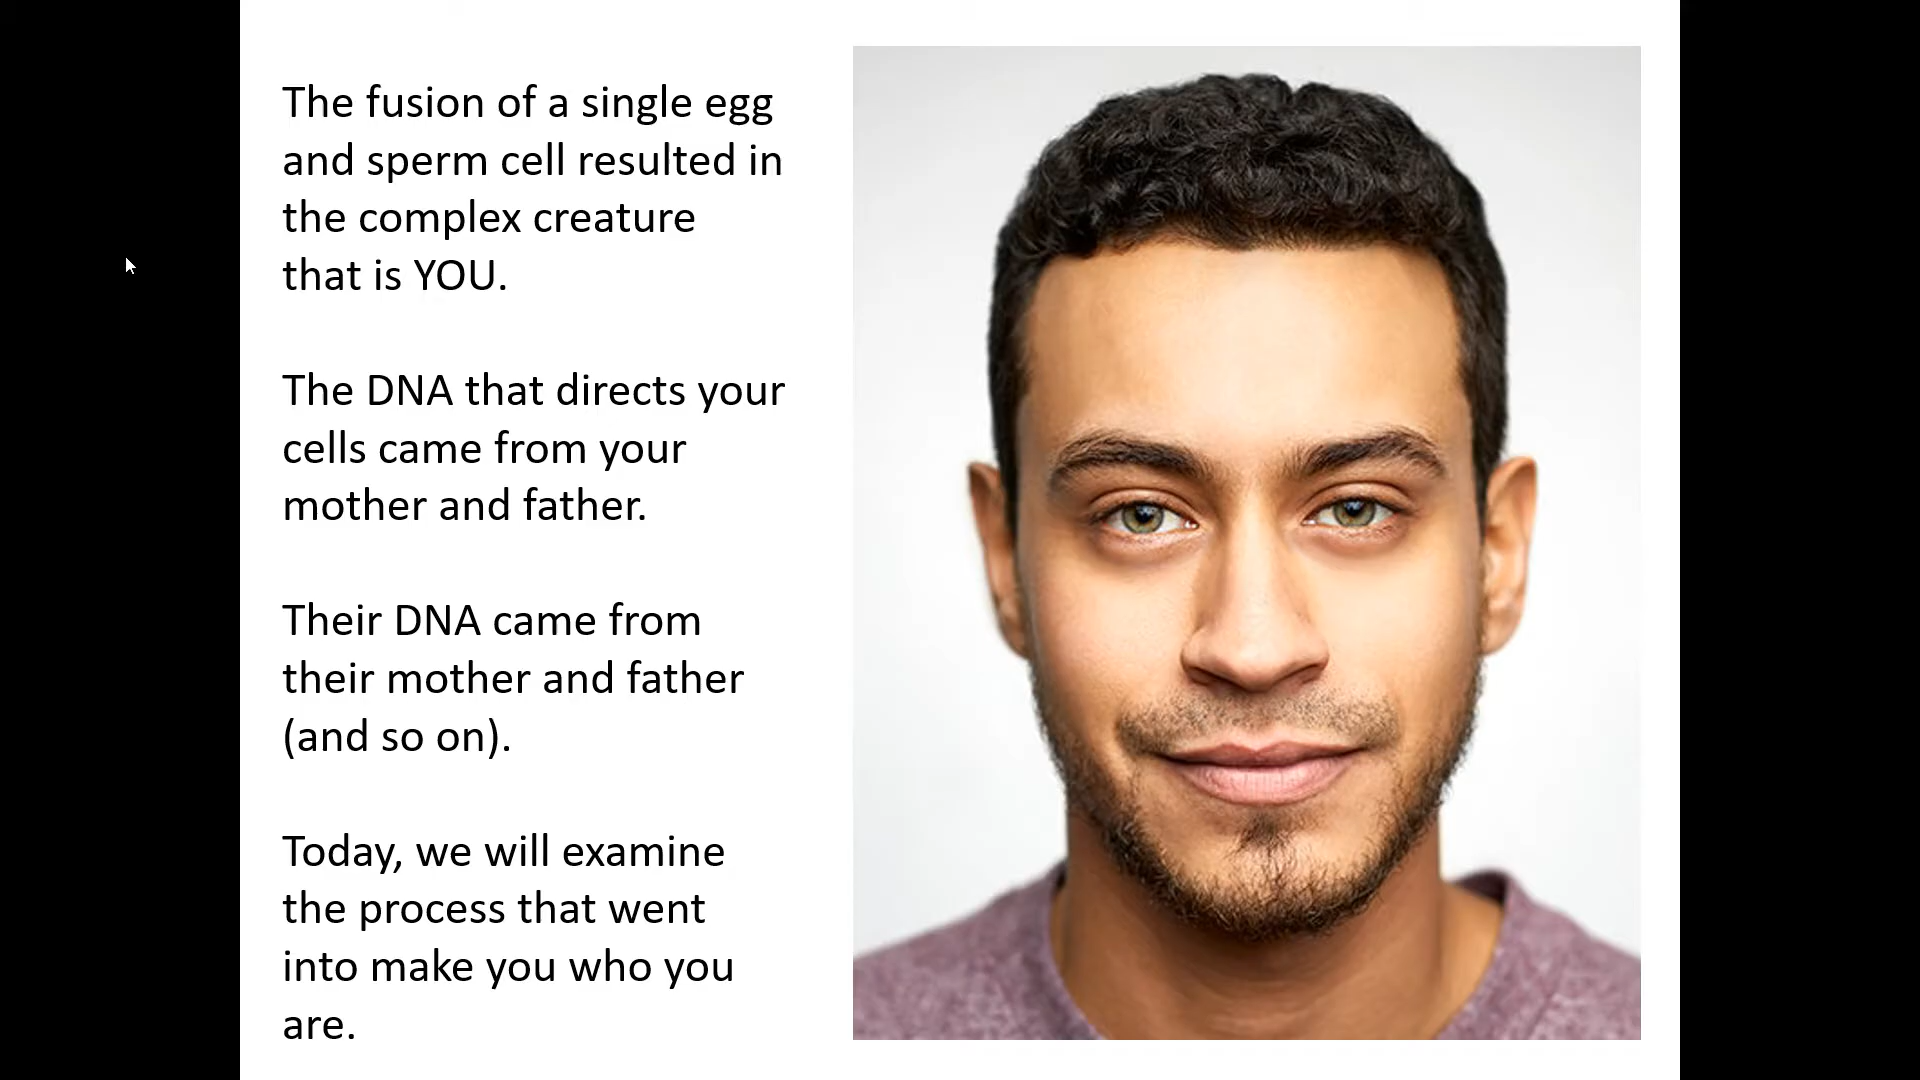 The fusion of a single egg
and sperm cell resulted in
the complex creature
that is YOU.
The DNA that directs your
cells came from your
mother and father.
Their DNA came from
their mother and father
(and so on).
Today, we will examine
the process that went
into make you who you
are.